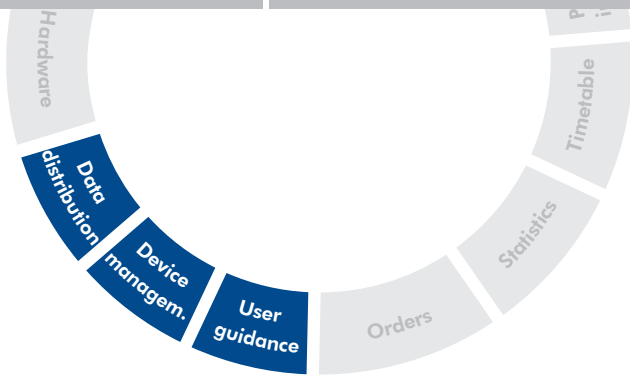 Hardware
Data
distribution
Device
managem.
User
guidance
Orders
Statistics
Timetable